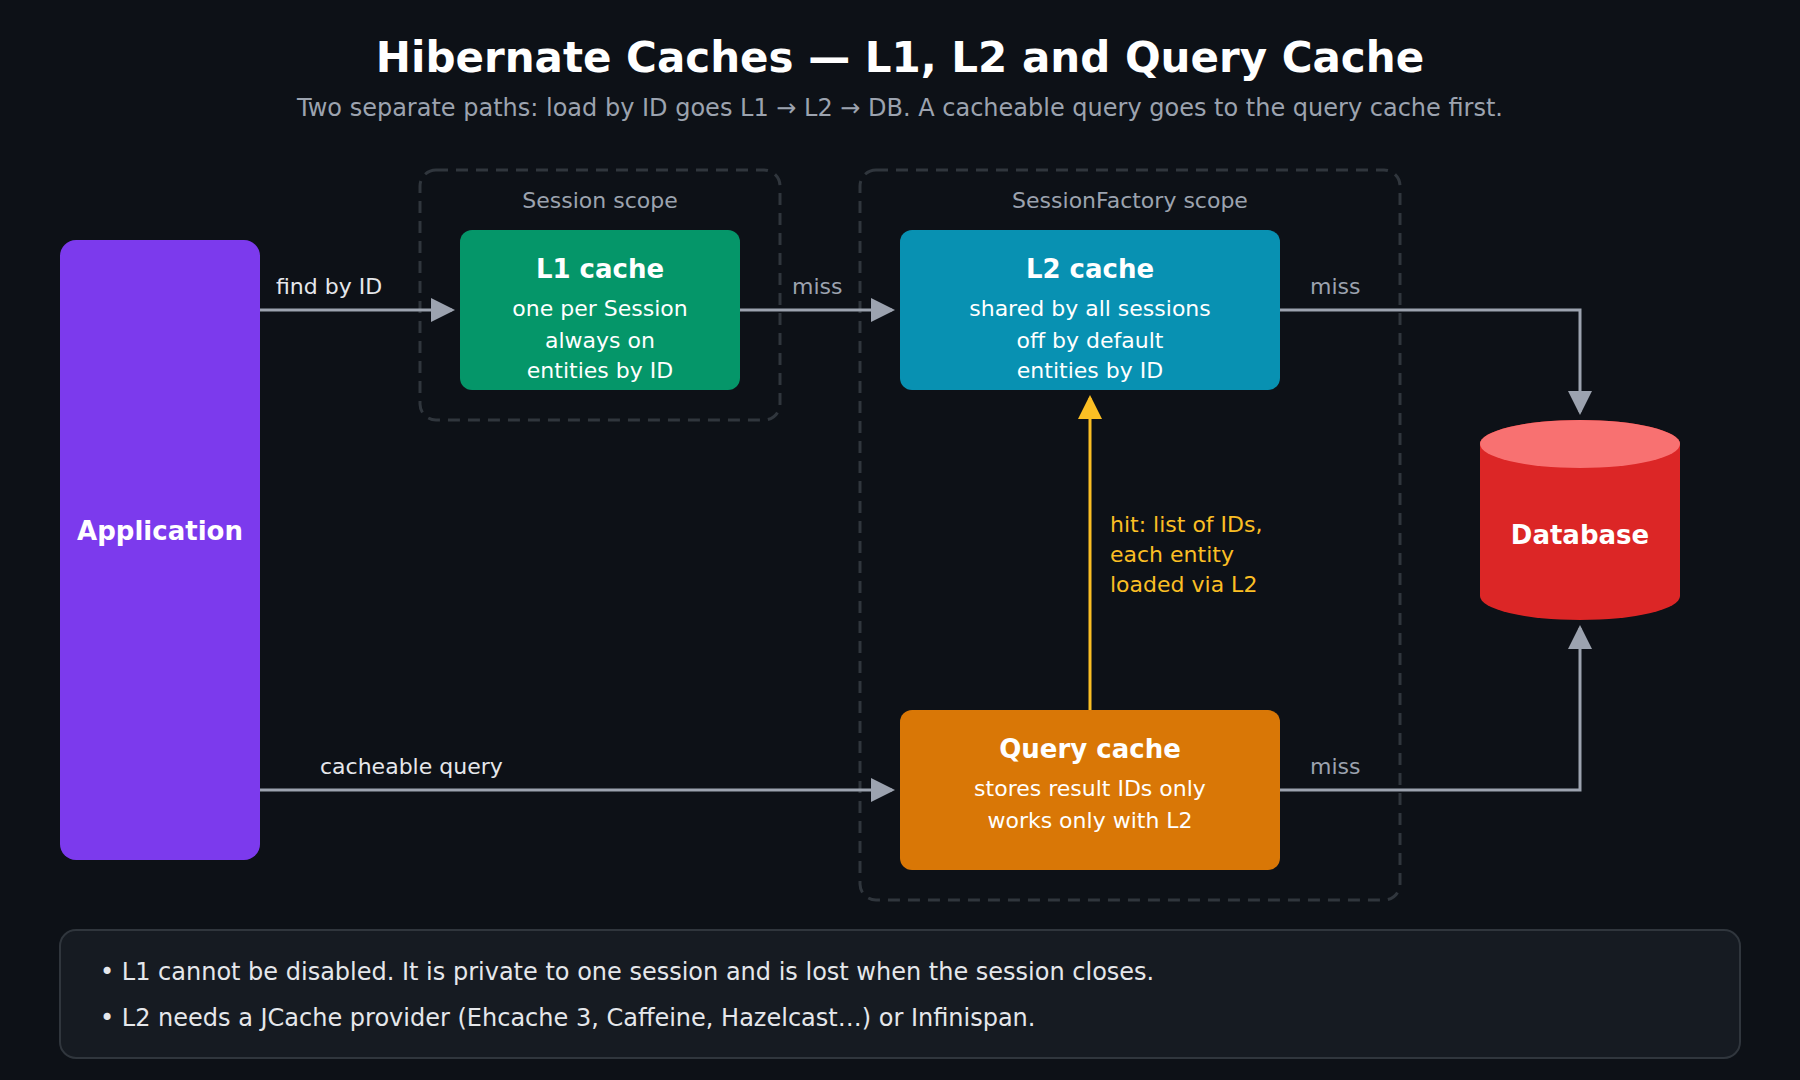 Hibernate Caches — L1, L2 and Query Cache
Two separate paths: load by ID goes L1 → L2 → DB. A cacheable query goes to the query cache first.
Session scope
SessionFactory scope
Application
find by ID
L1 cache
one per Session
always on
entities by ID
miss
L2 cache
shared by all sessions
off by default
entities by ID
miss
hit: list of IDs,
each entity
loaded via L2
Database
cacheable query
Query cache
stores result IDs only
works only with L2
miss
• L1 cannot be disabled. It is private to one session and is lost when the session closes.
• L2 needs a JCache provider (Ehcache 3, Caffeine, Hazelcast…) or Infinispan.